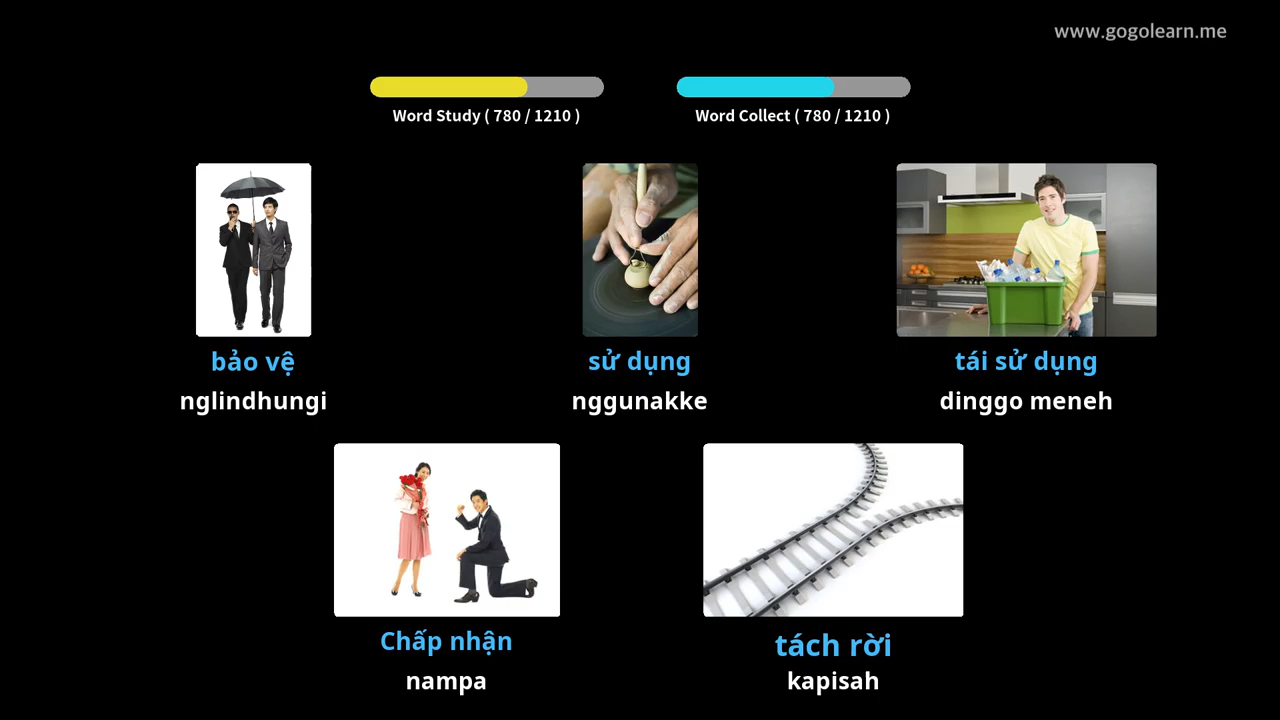 www.gogolearn.me
Word Study ( 780 / 1210 )
Word Collect ( 780 / 1210 )
bảo vệ
nglindhungi
sử dụng
nggunakke
tái sử dụng
dinggo meneh
Chấp nhận
nampa
tách rời
kapisah